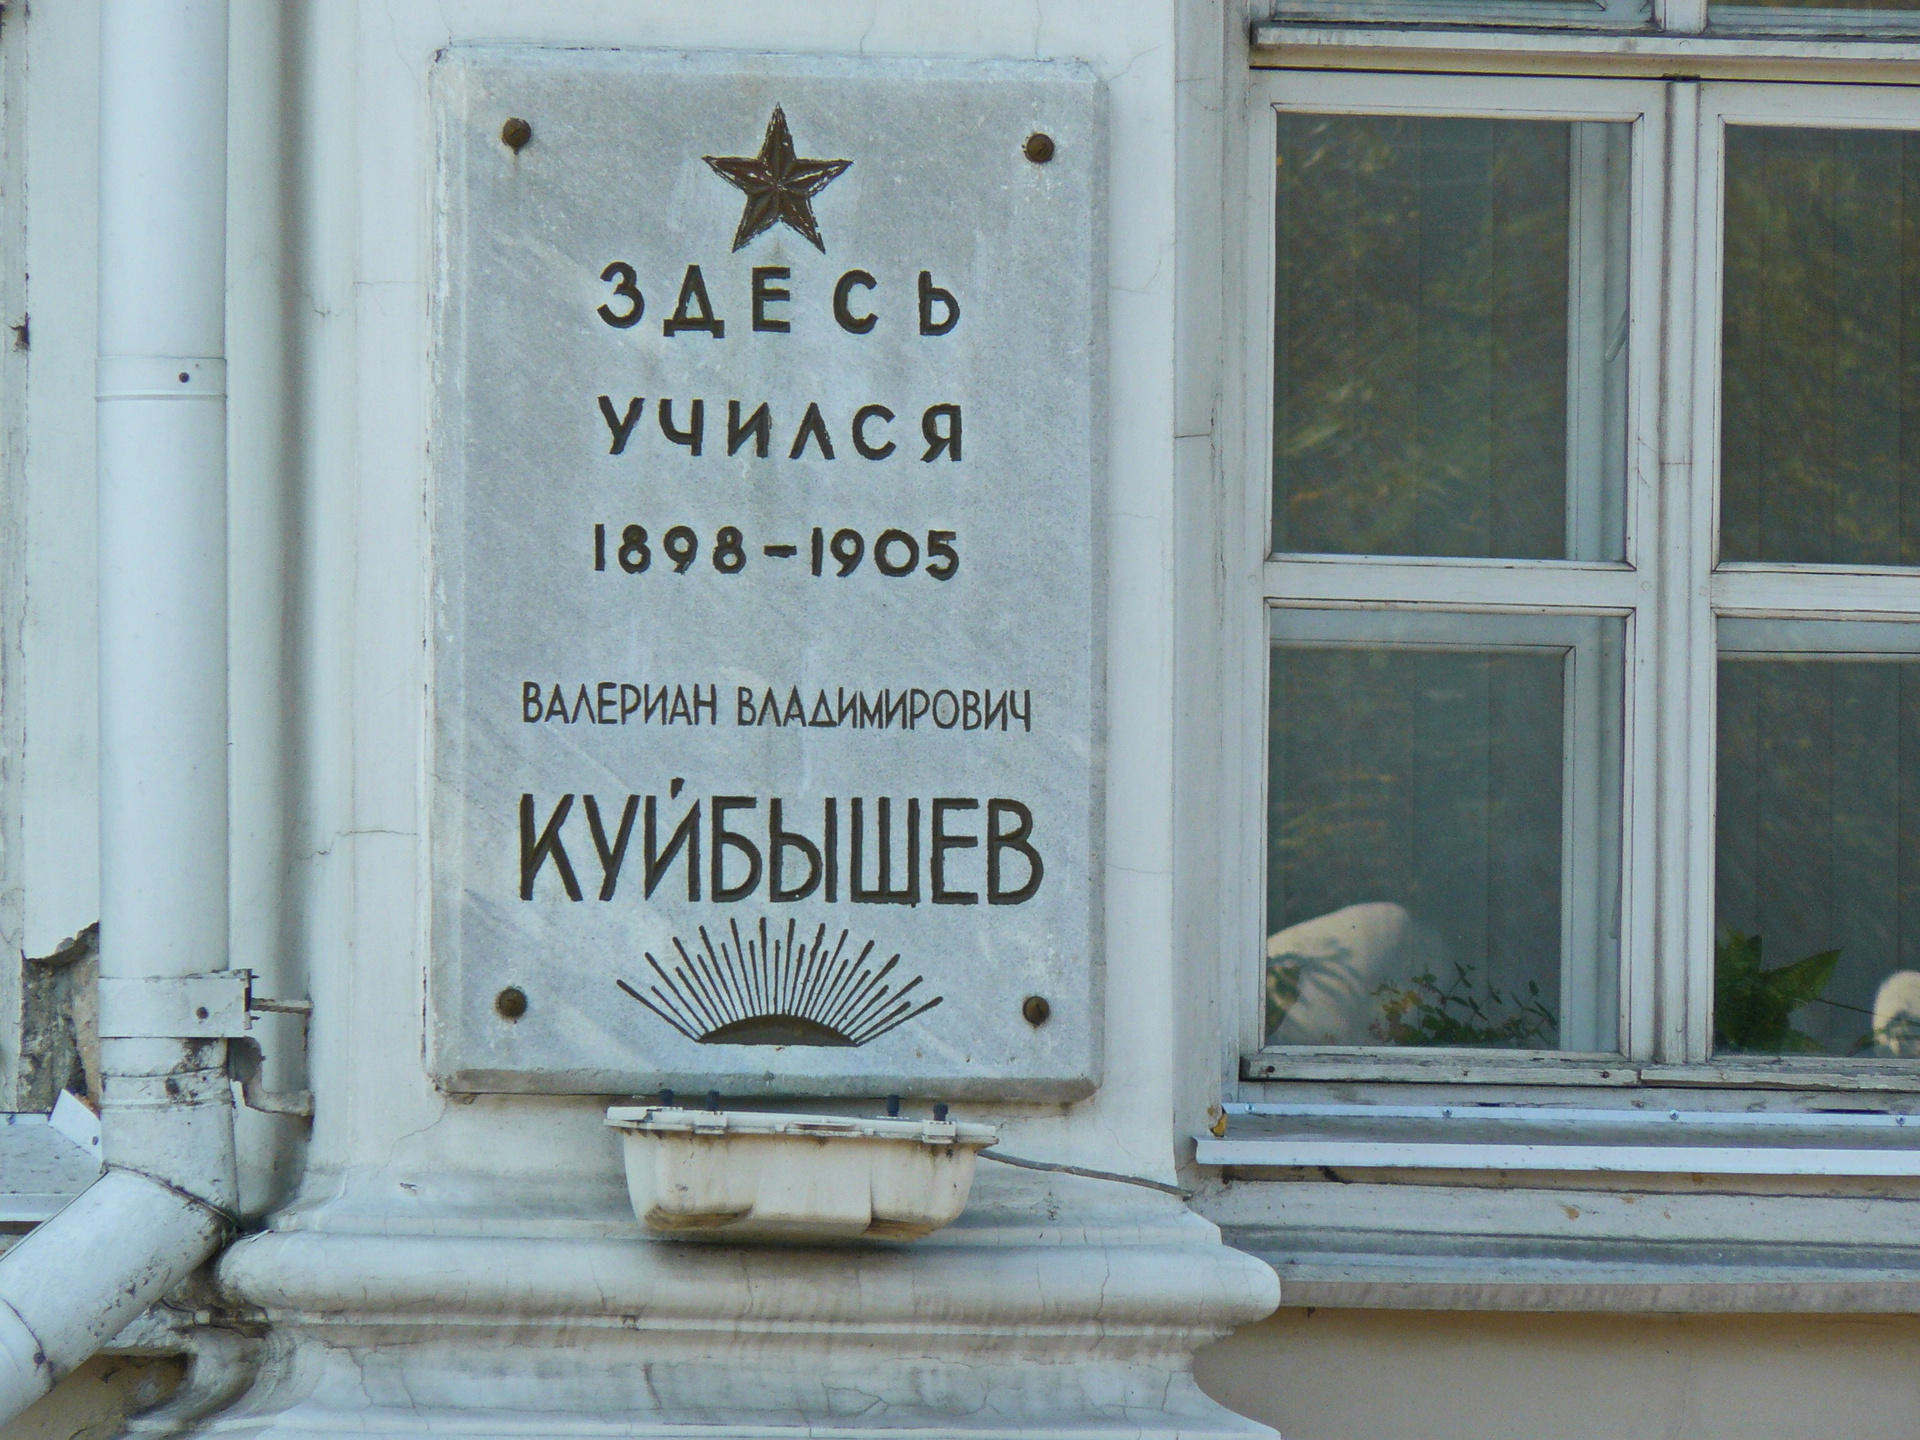 ЗДЕСЬ
УЧИЛСЯ
1898-1905
ВАЛЕРИАН ВЛАДИМИРОВИЧ
КУЙБЫШЕВ